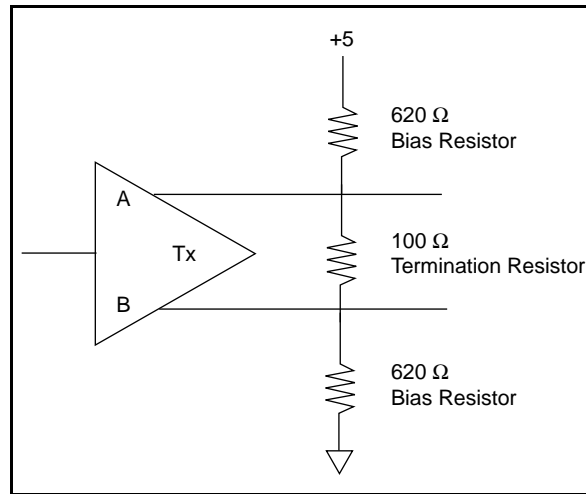 +5
620 Ω
Bias Resistor
A
100 Ω
Tx
Termination Resistor
B
620 Ω
Bias Resistor